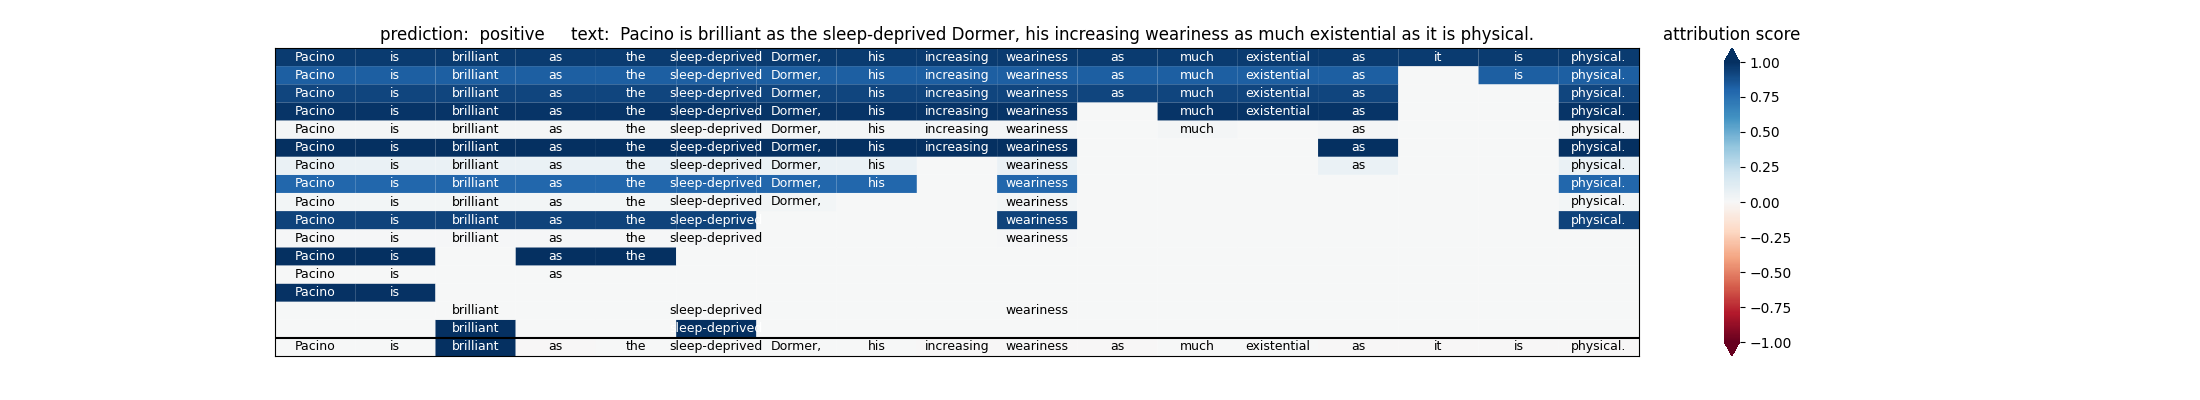 prediction: positive text: Pacino is brilliant as the sleep-deprived Dormer, his increasing weariness as much existential as it is physical.
attribution score
Pacino is brilliant as the sleep-deprived Dormer, his increasing weariness as much existential as it is physical.
Pacino is brilliant as the sleep-deprived Dormer, his increasing weariness as much existential as is physical.
Pacino is brilliant as the sleep-deprived Dormer, his increasing weariness as much existential as physical.
Pacino is brilliant as the sleep-deprived Dormer, his increasing weariness much existential as physical.
Pacino is brilliant as the sleep-deprived Dormer, his increasing weariness much as physical.
Pacino is brilliant as the sleep-deprived Dormer, his increasing weariness as physical.
Pacino is brilliant as the sleep-deprived Dormer, his weariness as physical.
Pacino is brilliant as the sleep-deprived Dormer, his weariness physical.
Pacino is brilliant as the sleep-deprived Dormer, weariness physical.
Pacino is brilliant as the sleep-deprived weariness physical.
Pacino is brilliant as the sleep-deprived weariness
Pacino is as the
Pacino is as
Pacino is
brilliant sleep-deprived weariness
brilliant sleep-deprived
Pacino is brilliant as the sleep-deprived Dormer, his increasing weariness as much existential as it is physical.
1.00
0.75
0.50
0.25
0.00
−0.25
−0.50
−0.75
−1.00